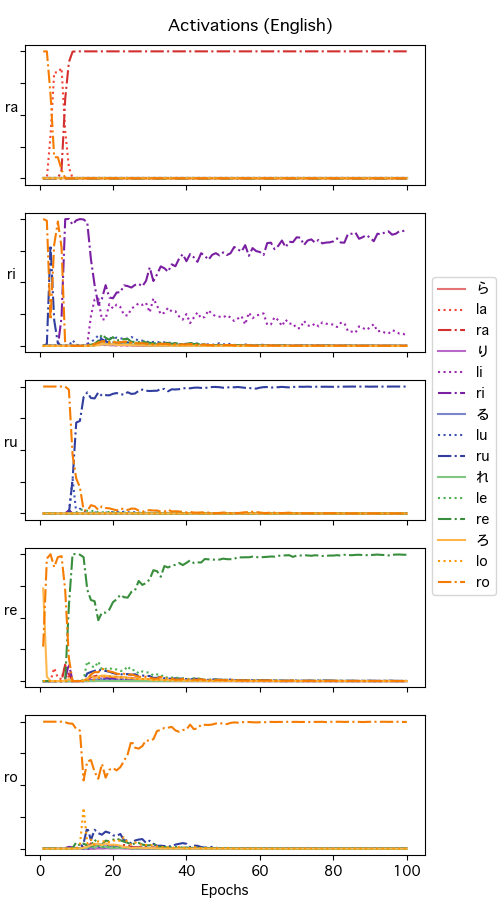 Activations (English)
ra
ri
ru
re
ro
0 20 40 60 80 100
Epochs
ら
la
ra
り
li
ri
る
lu
ru
れ
le
re
ろ
lo
ro